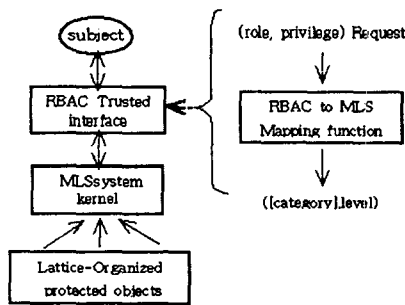 subject
RBAC Trusted
interface
MLSsystem
kernel
Lattice-Organized
protected objects
(role, privilege) Request
RBAC to MLS
Mapping function
([category],level)